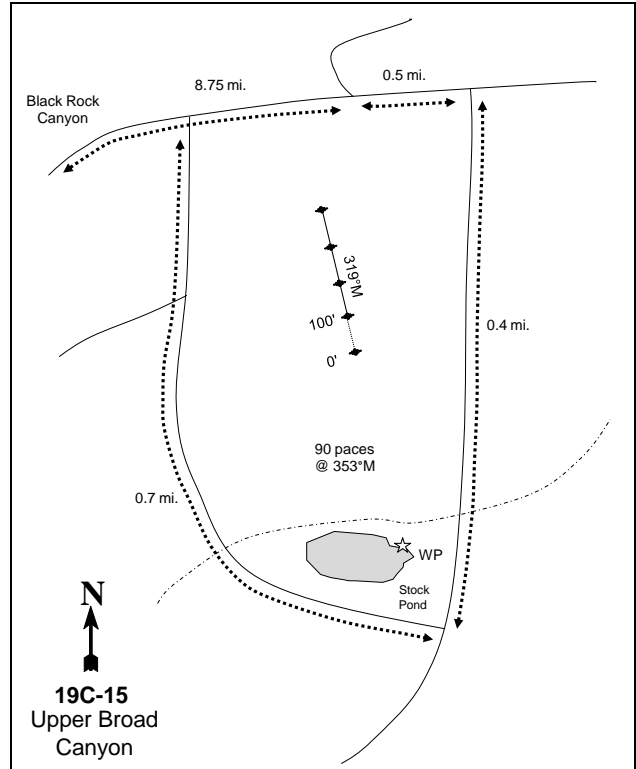 8.75 mi.
0.5 mi.
Black Rock
Canyon
319°M
100'
0'
0.4 mi.
90 paces
@ 353°M
0.7 mi.
WP
Stock
Pond
N
19C-15
Upper Broad
Canyon